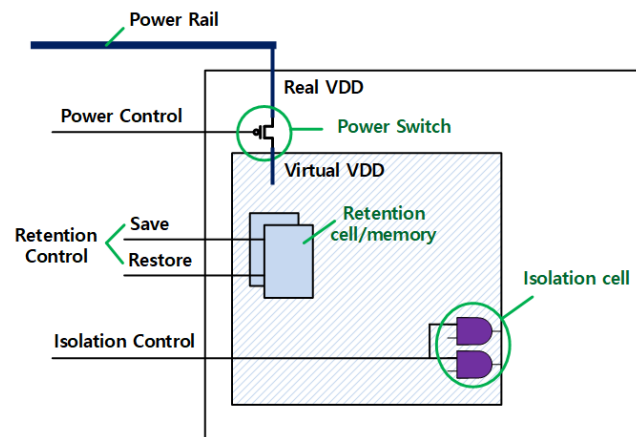 Power Rail
Real VDD
Power Control
Power Switch
Virtual VDD
Retention
Control
Save
Restore
Retention
cell/memory
Isolation cell
Isolation Control